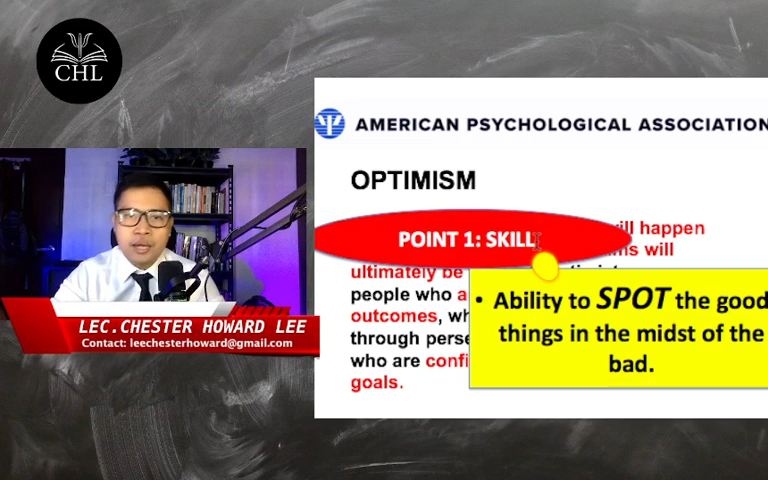 CHL
AMERICAN PSYCHOLOGICAL ASSOCIATION
OPTIMISM
will happen
POINT 1: SKILL
will
ultimately be
people who a
outcomes, wh
through perse
who are confi
goals.
• Ability to SPOT the good
things in the midst of the
bad.
LEC.CHESTER HOWARD LEE
Contact: leechesterhoward@gmail.com